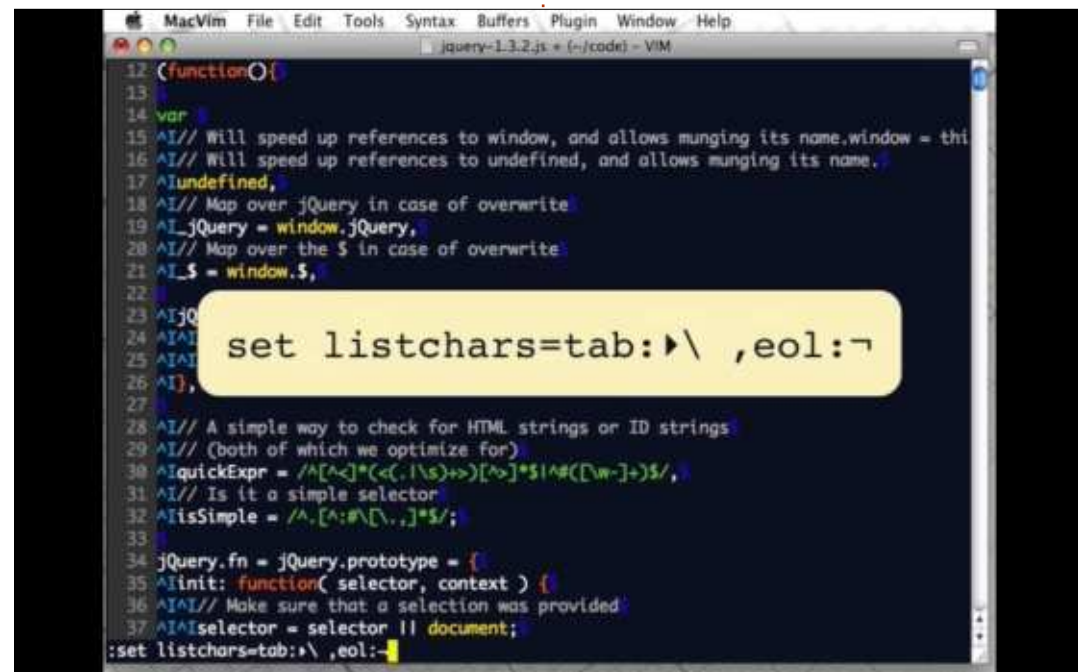 MacVim File Edit Tools Syntax Buffers Plugin Window Help
jquery-1.3.2.js + (~/code) - VIM
12 (function(){$
13 $
14 var $
15 ^I// Will speed up references to window, and allows munging its name.window = thi
16 ^I// Will speed up references to undefined, and allows munging its name.$
17 ^Iundefined,$
18 ^I// Map over jQuery in case of overwrite$
19 ^I_jQuery = window.jQuery,$
20 ^I// Map over the $ in case of overwrite$
21 ^I_$ = window.$,$
22 $
23 ^IjQ
24 ^I^I
25 ^I^I
26 ^I},
set listchars=tab:▸\ ,eol:¬
27 $
28 ^I// A simple way to check for HTML strings or ID strings$
29 ^I// (both of which we optimize for)$
30 ^IquickExpr = /^[^<]*(<(.|\s)+>)[^>]*$|^#([\w-]+)$/,$
31 ^I// Is it a simple selector$
32 ^IisSimple = /^.[^:#\[\.,]*$/;$
33 $
34 jQuery.fn = jQuery.prototype = {$
35 ^Iinit: function( selector, context ) {$
36 ^I^I// Make sure that a selection was provided$
37 ^I^Iselector = selector || document;$
:set listchars=tab:▸\ ,eol:¬